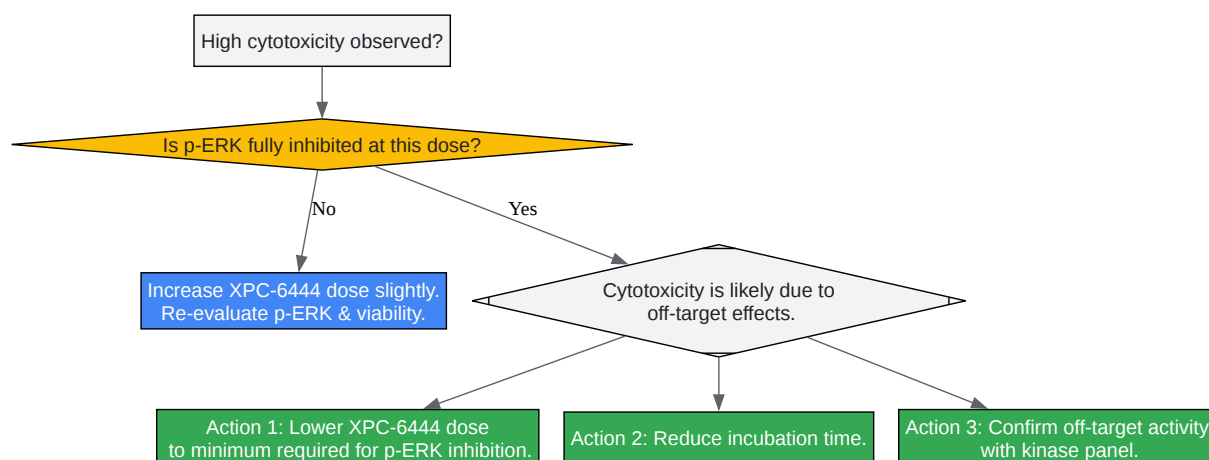 High cytotoxicity observed?
Is p-ERK fully inhibited at this dose?
No
Yes
Increase XPC-6444 dose slightly.
Re-evaluate p-ERK & viability.
Cytotoxicity is likely due to
off-target effects.
Action 1: Lower XPC-6444 dose
to minimum required for p-ERK inhibition.
Action 2: Reduce incubation time.
Action 3: Confirm off-target activity
with kinase panel.